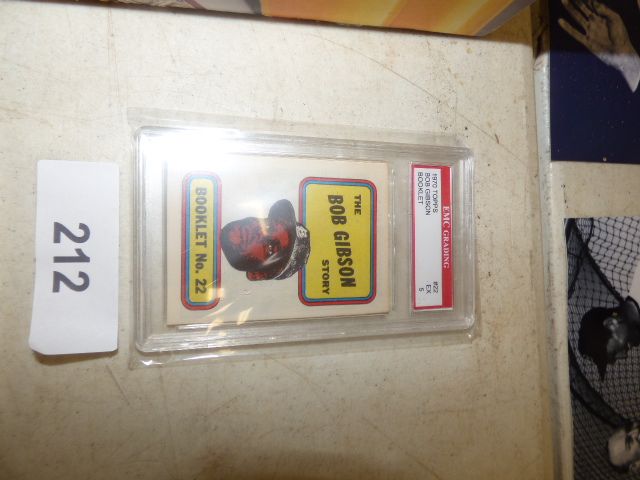 EMC GRADING
1970 TOPPS #22
BOB GIBSON EX
BOOKLET 5
THE
BOB GIBSON
STORY
BOOKLET No. 22
212